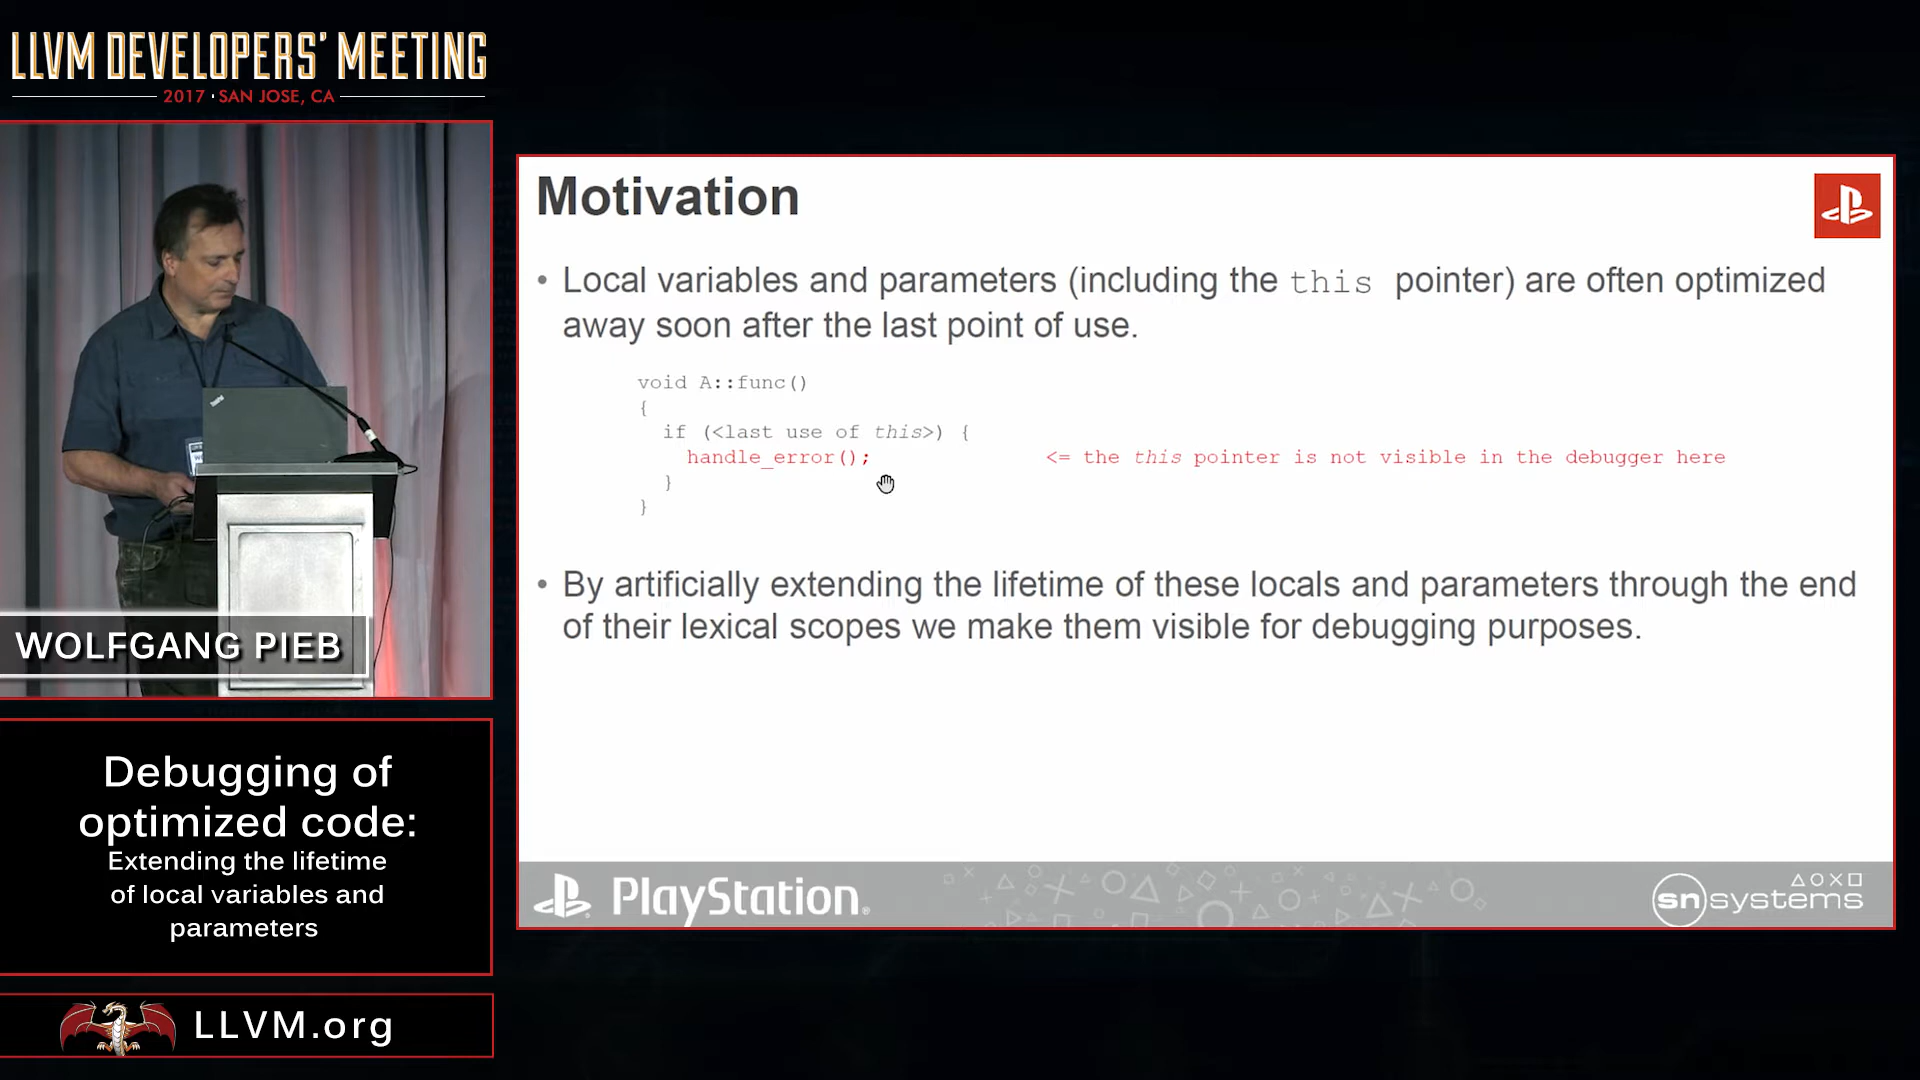 LLVM DEVELOPERS' MEETING
2017 · SAN JOSE, CA
WOLFGANG PIEB
Debugging of
optimized code:
Extending the lifetime
of local variables and
parameters
LLVM.org
Motivation
• Local variables and parameters (including the this pointer) are often optimized
away soon after the last point of use.
void A::func()
{
if (<last use of this>) {
handle_error(); <= the this pointer is not visible in the debugger here
}
}
• By artificially extending the lifetime of these locals and parameters through the end
of their lexical scopes we make them visible for debugging purposes.
PlayStation®
sn systems